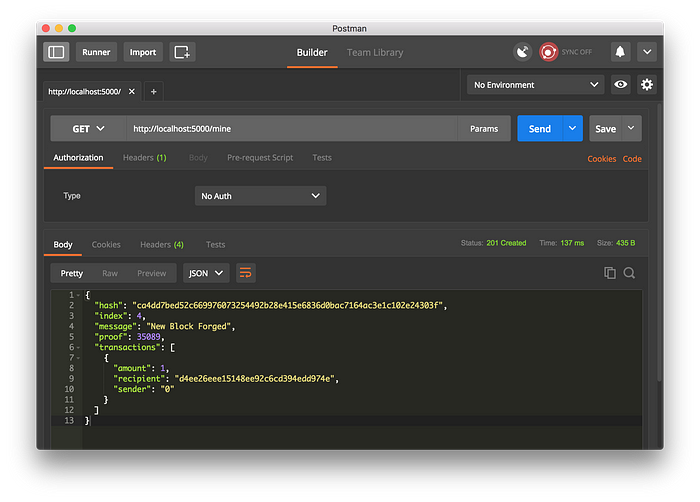 Postman
Runner
Import
Builder
Team Library
SYNC OFF
http://localhost:5000/
No Environment
GET
http://localhost:5000/mine
Params
Send
Save
Authorization
Headers (1)
Body
Pre-request Script
Tests
Cookies
Code
Type
No Auth
Body
Cookies
Headers (4)
Tests
Status: 201 Created
Time: 137 ms
Size: 435 B
Pretty
Raw
Preview
JSON
1 {
2 "hash": "ca4dd7bed52c669976073254492b28e415e6836d0bac7164ac3e1c102e24303f",
3 "index": 4,
4 "message": "New Block Forged",
5 "proof": 35089,
6 "transactions": [
7 {
8 "amount": 1,
9 "recipient": "d4ee26eee15148ee92c6cd394edd974e",
10 "sender": "0"
11 }
12 ]
13 }